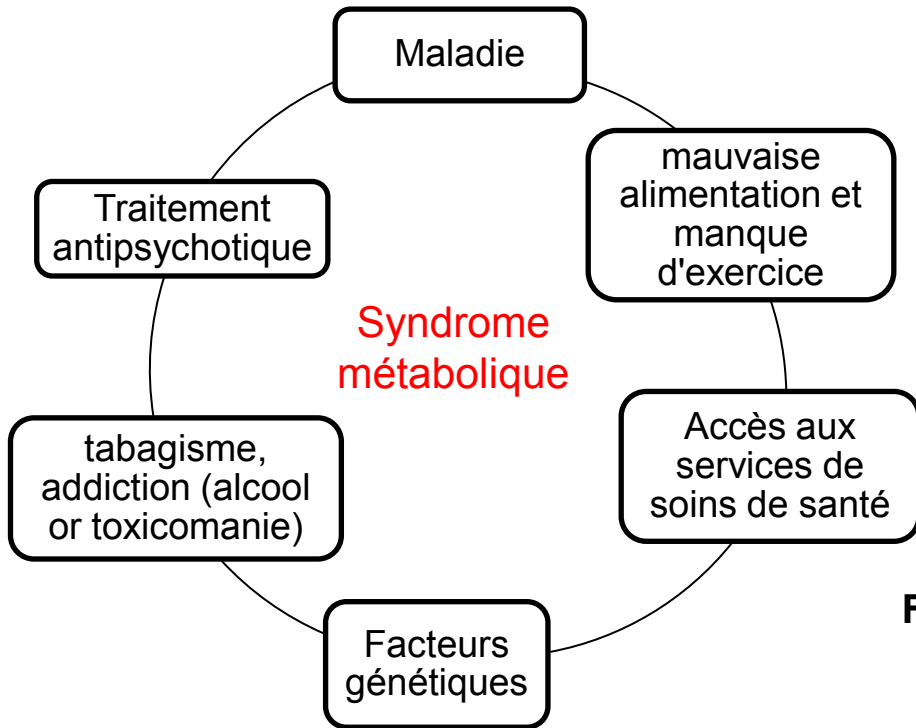 Maladie
mauvaise
alimentation et
manque
d'exercice
Traitement
antipsychotique
Syndrome
métabolique
Accès aux
services de
soins de santé
tabagisme,
addiction (alcool
or toxicomanie)
Facteurs
génétiques
F